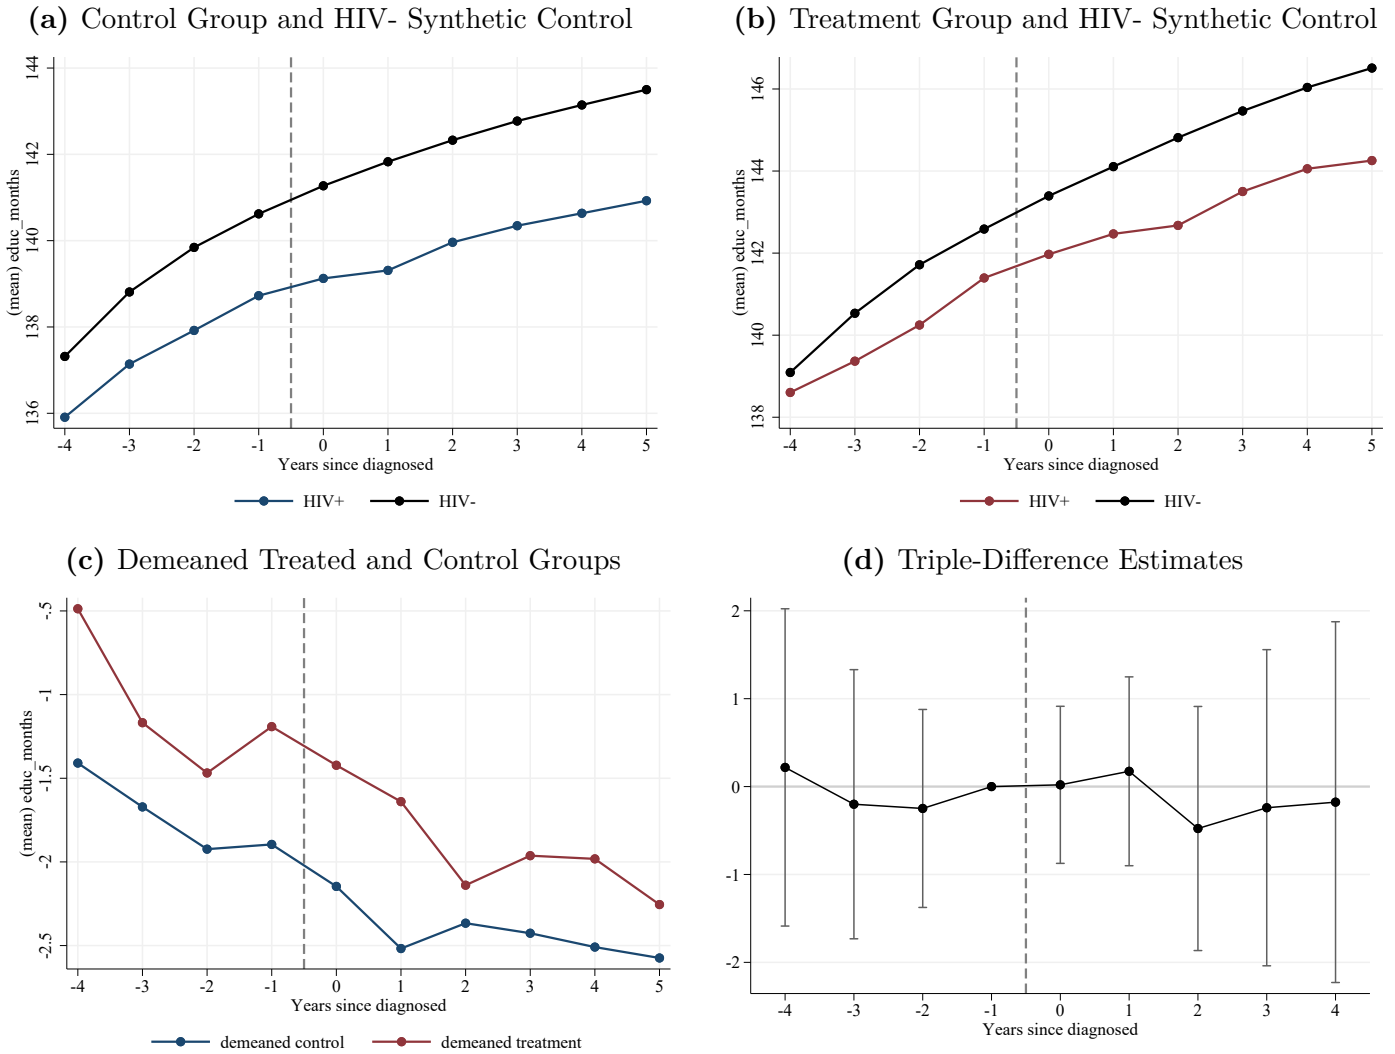 (a) Control Group and HIV- Synthetic Control
(mean) educ_months
144
142
140
138
136
-4 -3 -2 -1 0 1 2 3 4 5
Years since diagnosed
HIV+ HIV-
(b) Treatment Group and HIV- Synthetic Control
(mean) educ_months
146
144
142
140
138
-4 -3 -2 -1 0 1 2 3 4 5
Years since diagnosed
HIV+ HIV-
(c) Demeaned Treated and Control Groups
(mean) educ_months
-.5
-1
-1.5
-2
-2.5
-4 -3 -2 -1 0 1 2 3 4 5
Years since diagnosed
demeaned control demeaned treatment
(d) Triple-Difference Estimates
2
1
0
-1
-2
-4 -3 -2 -1 0 1 2 3 4
Years since diagnosed